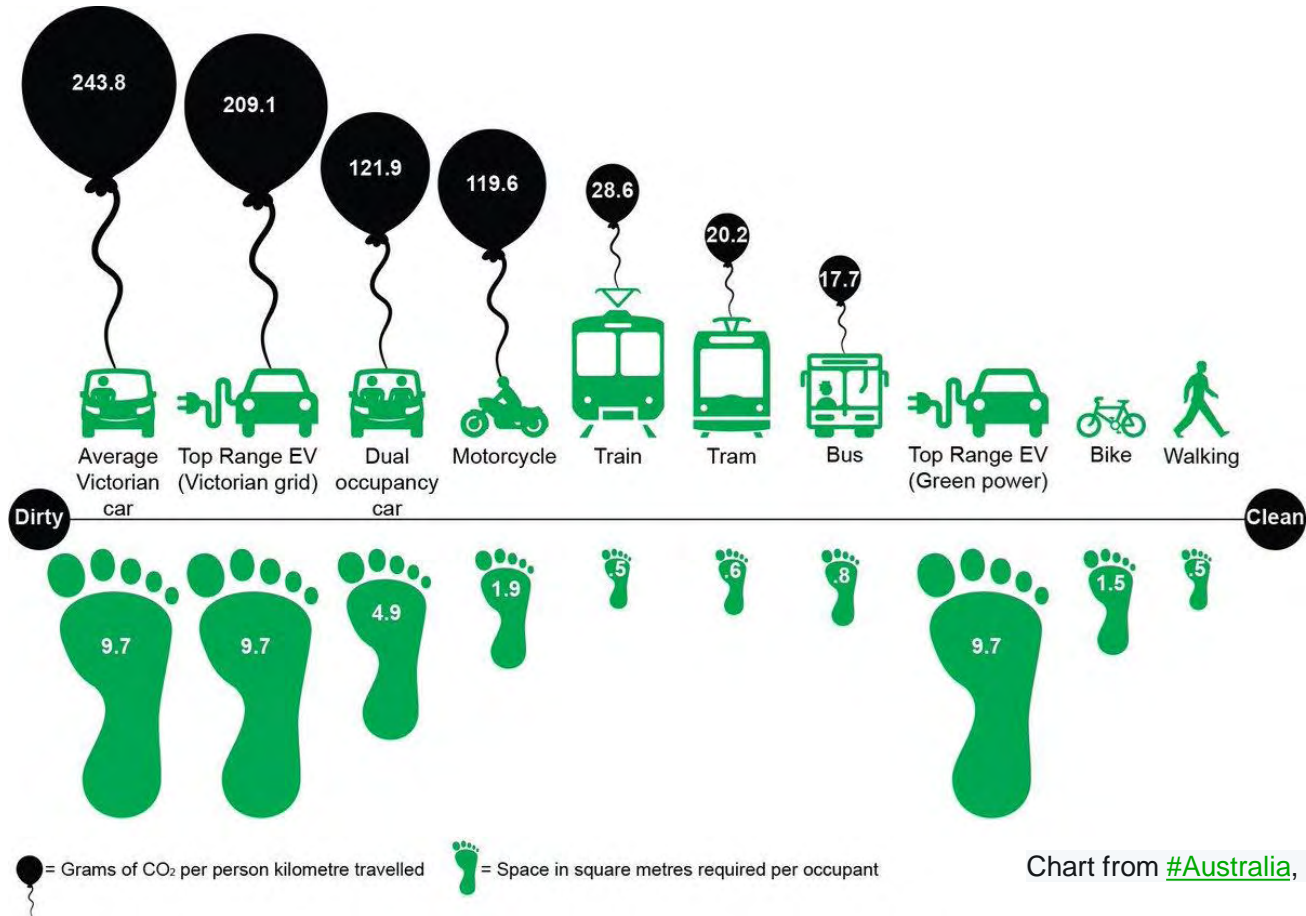 243.8
209.1
121.9
119.6
28.6
20.2
17.7
Average
Victorian
car
Top Range EV
(Victorian grid)
Dual
occupancy
car
Motorcycle
Train
Tram
Bus
Top Range EV
(Green power)
Bike
Walking
Dirty
Clean
9.7
9.7
4.9
1.9
.5
.6
.8
9.7
1.5
.5
= Grams of CO₂ per person kilometre travelled
= Space in square metres required per occupant
Chart from #Australia,